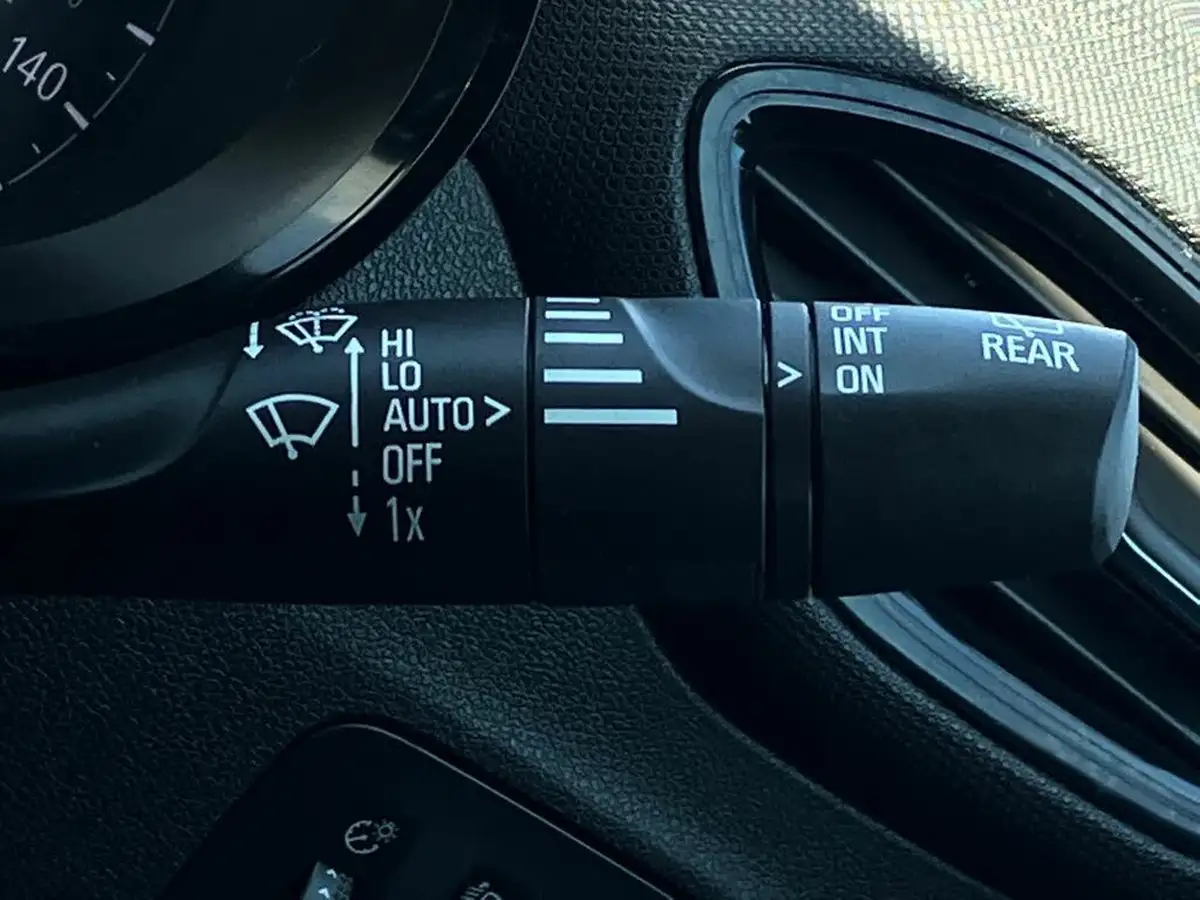 140
HI
LO
AUTO >
OFF
1x
>
OFF
INT
ON
REAR